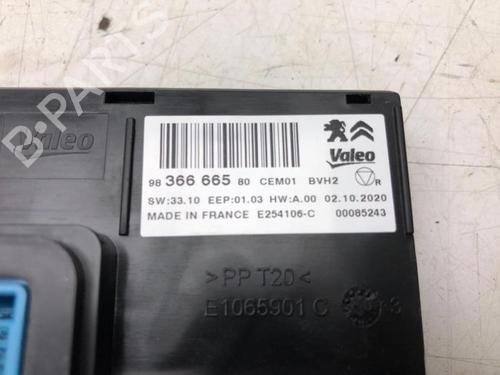 B-PARTS
Valeo
Valeo
98 366 665 80 CEM01 BVH2 R
SW:33.10 EEP:01.03 HW:A.00 02.10.2020
MADE IN FRANCE E254106-C 00085243
>PP T20<
E1065901 C 3